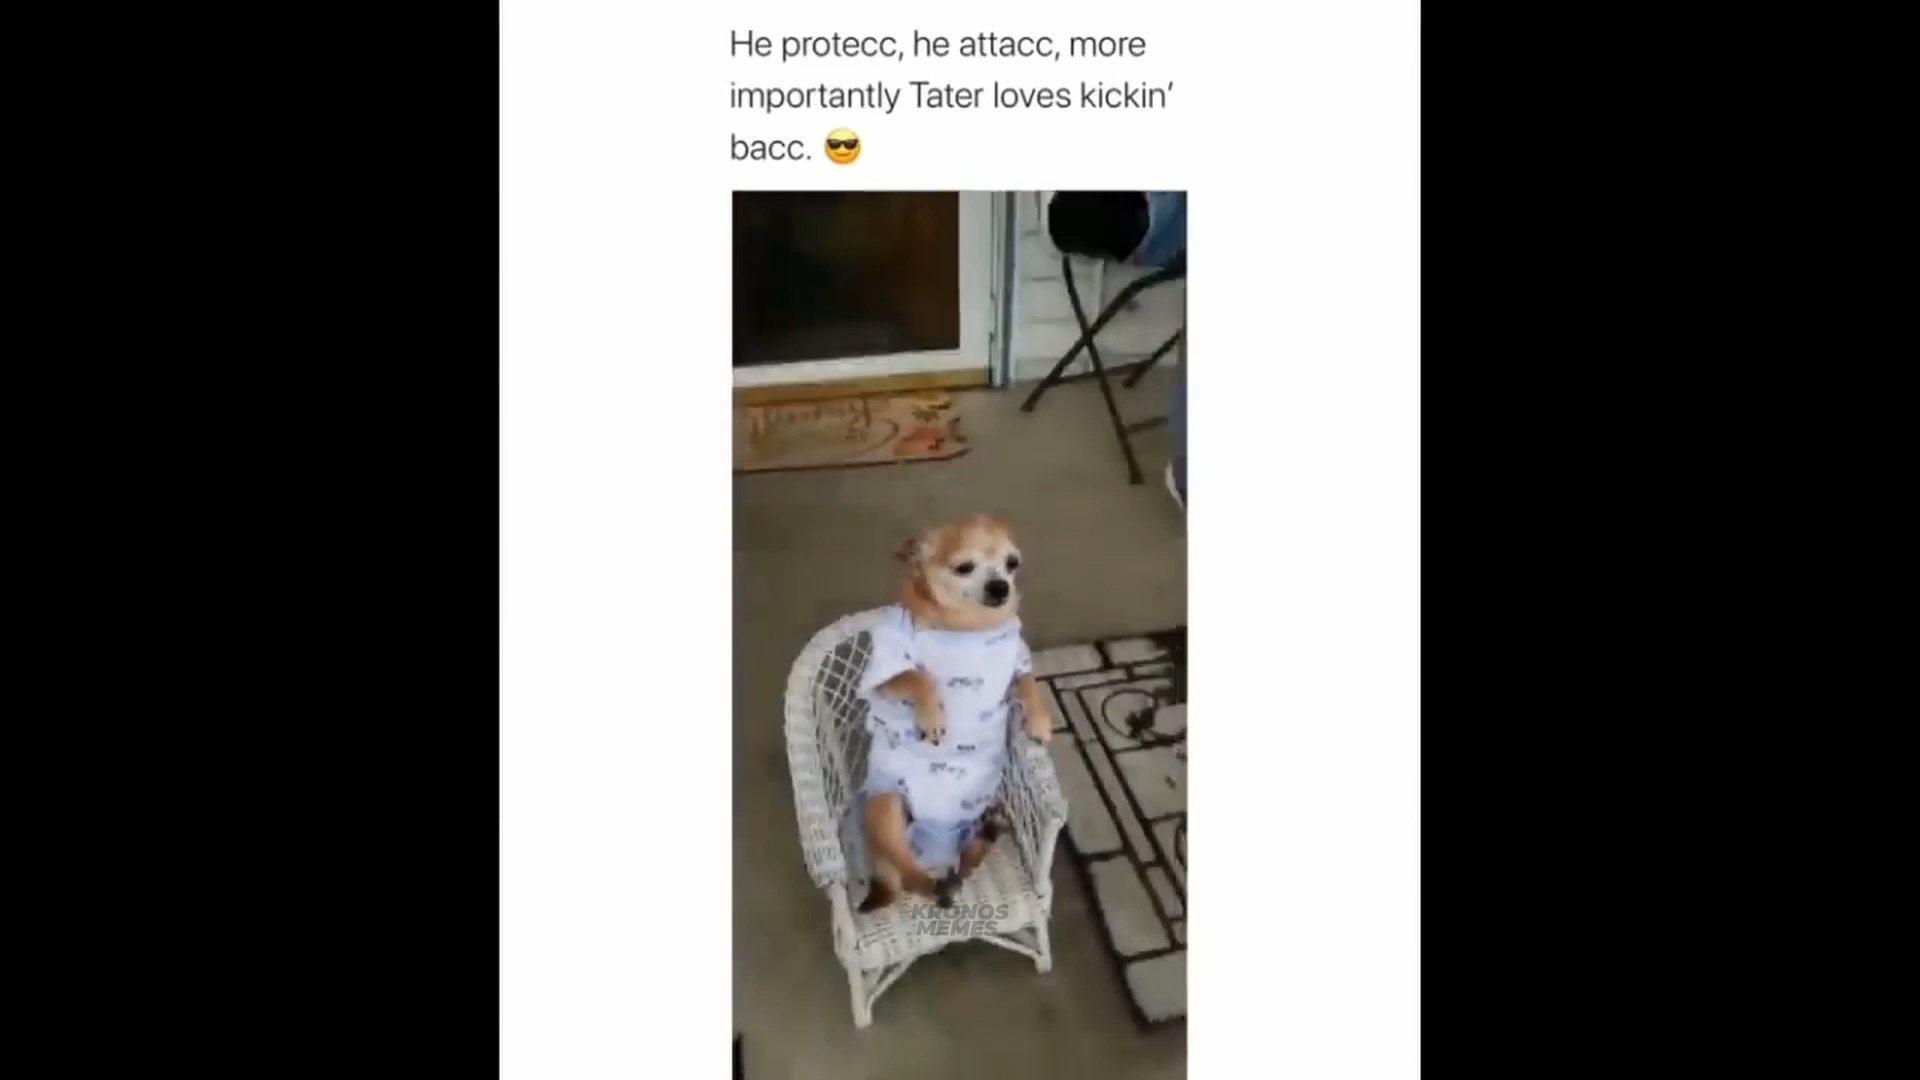 He protecc, he attacc, more
importantly Tater loves kickin'
bacc. 😎
KRONOS
MEMES